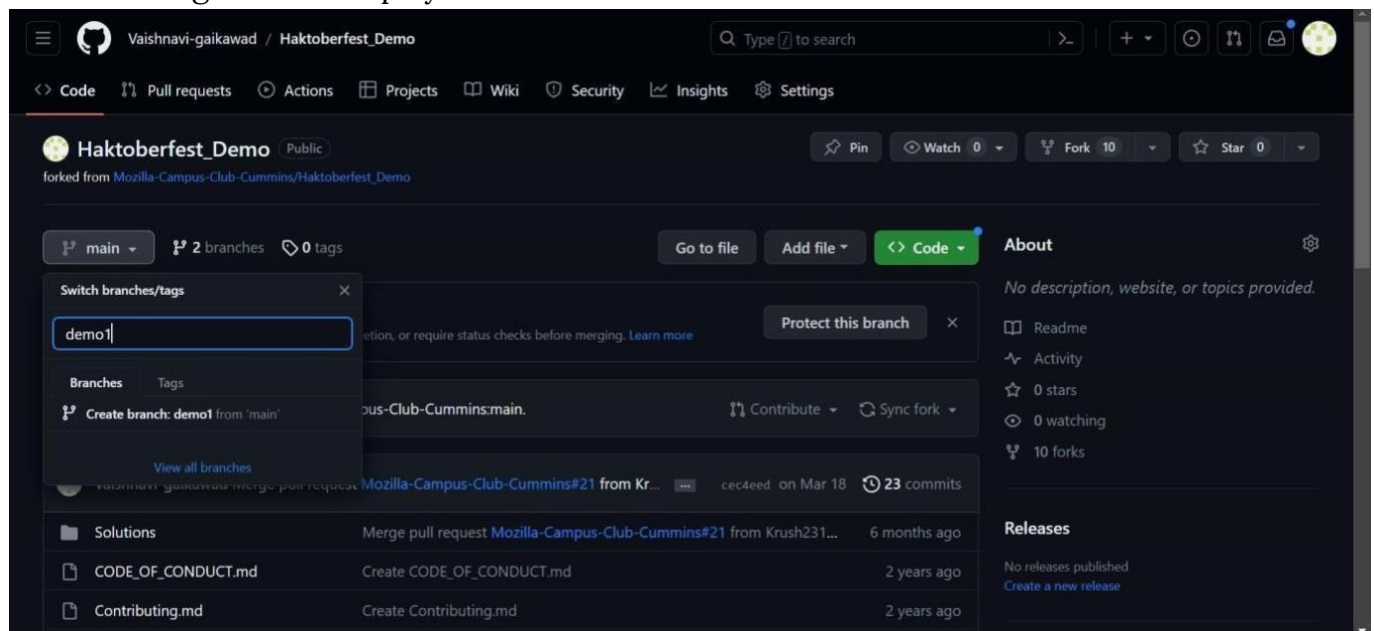 Vaishnavi-gaikawad / Haktoberfest_Demo
Type / to search
<> Code Pull requests Actions Projects Wiki Security Insights Settings
Haktoberfest_Demo Public
Pin Watch 0 Fork 10 Star 0
forked from Mozilla-Campus-Club-Cummins/Haktoberfest_Demo
main 2 branches 0 tags
Go to file Add file <> Code
Switch branches/tags
demo1
Branches Tags
Create branch: demo1 from 'main'
View all branches
or require status checks before merging. Learn more
Protect this branch
-Club-Cummins:main.
Contribute Sync fork
Mozilla-Campus-Club-Cummins#21 from Kr... cec4eed on Mar 18 23 commits
Solutions Merge pull request Mozilla-Campus-Club-Cummins#21 from Krush231... 6 months ago
CODE_OF_CONDUCT.md Create CODE_OF_CONDUCT.md 2 years ago
Contributing.md Create Contributing.md 2 years ago
About
No description, website, or topics provided.
Readme
Activity
0 stars
0 watching
10 forks
Releases
No releases published
Create a new release